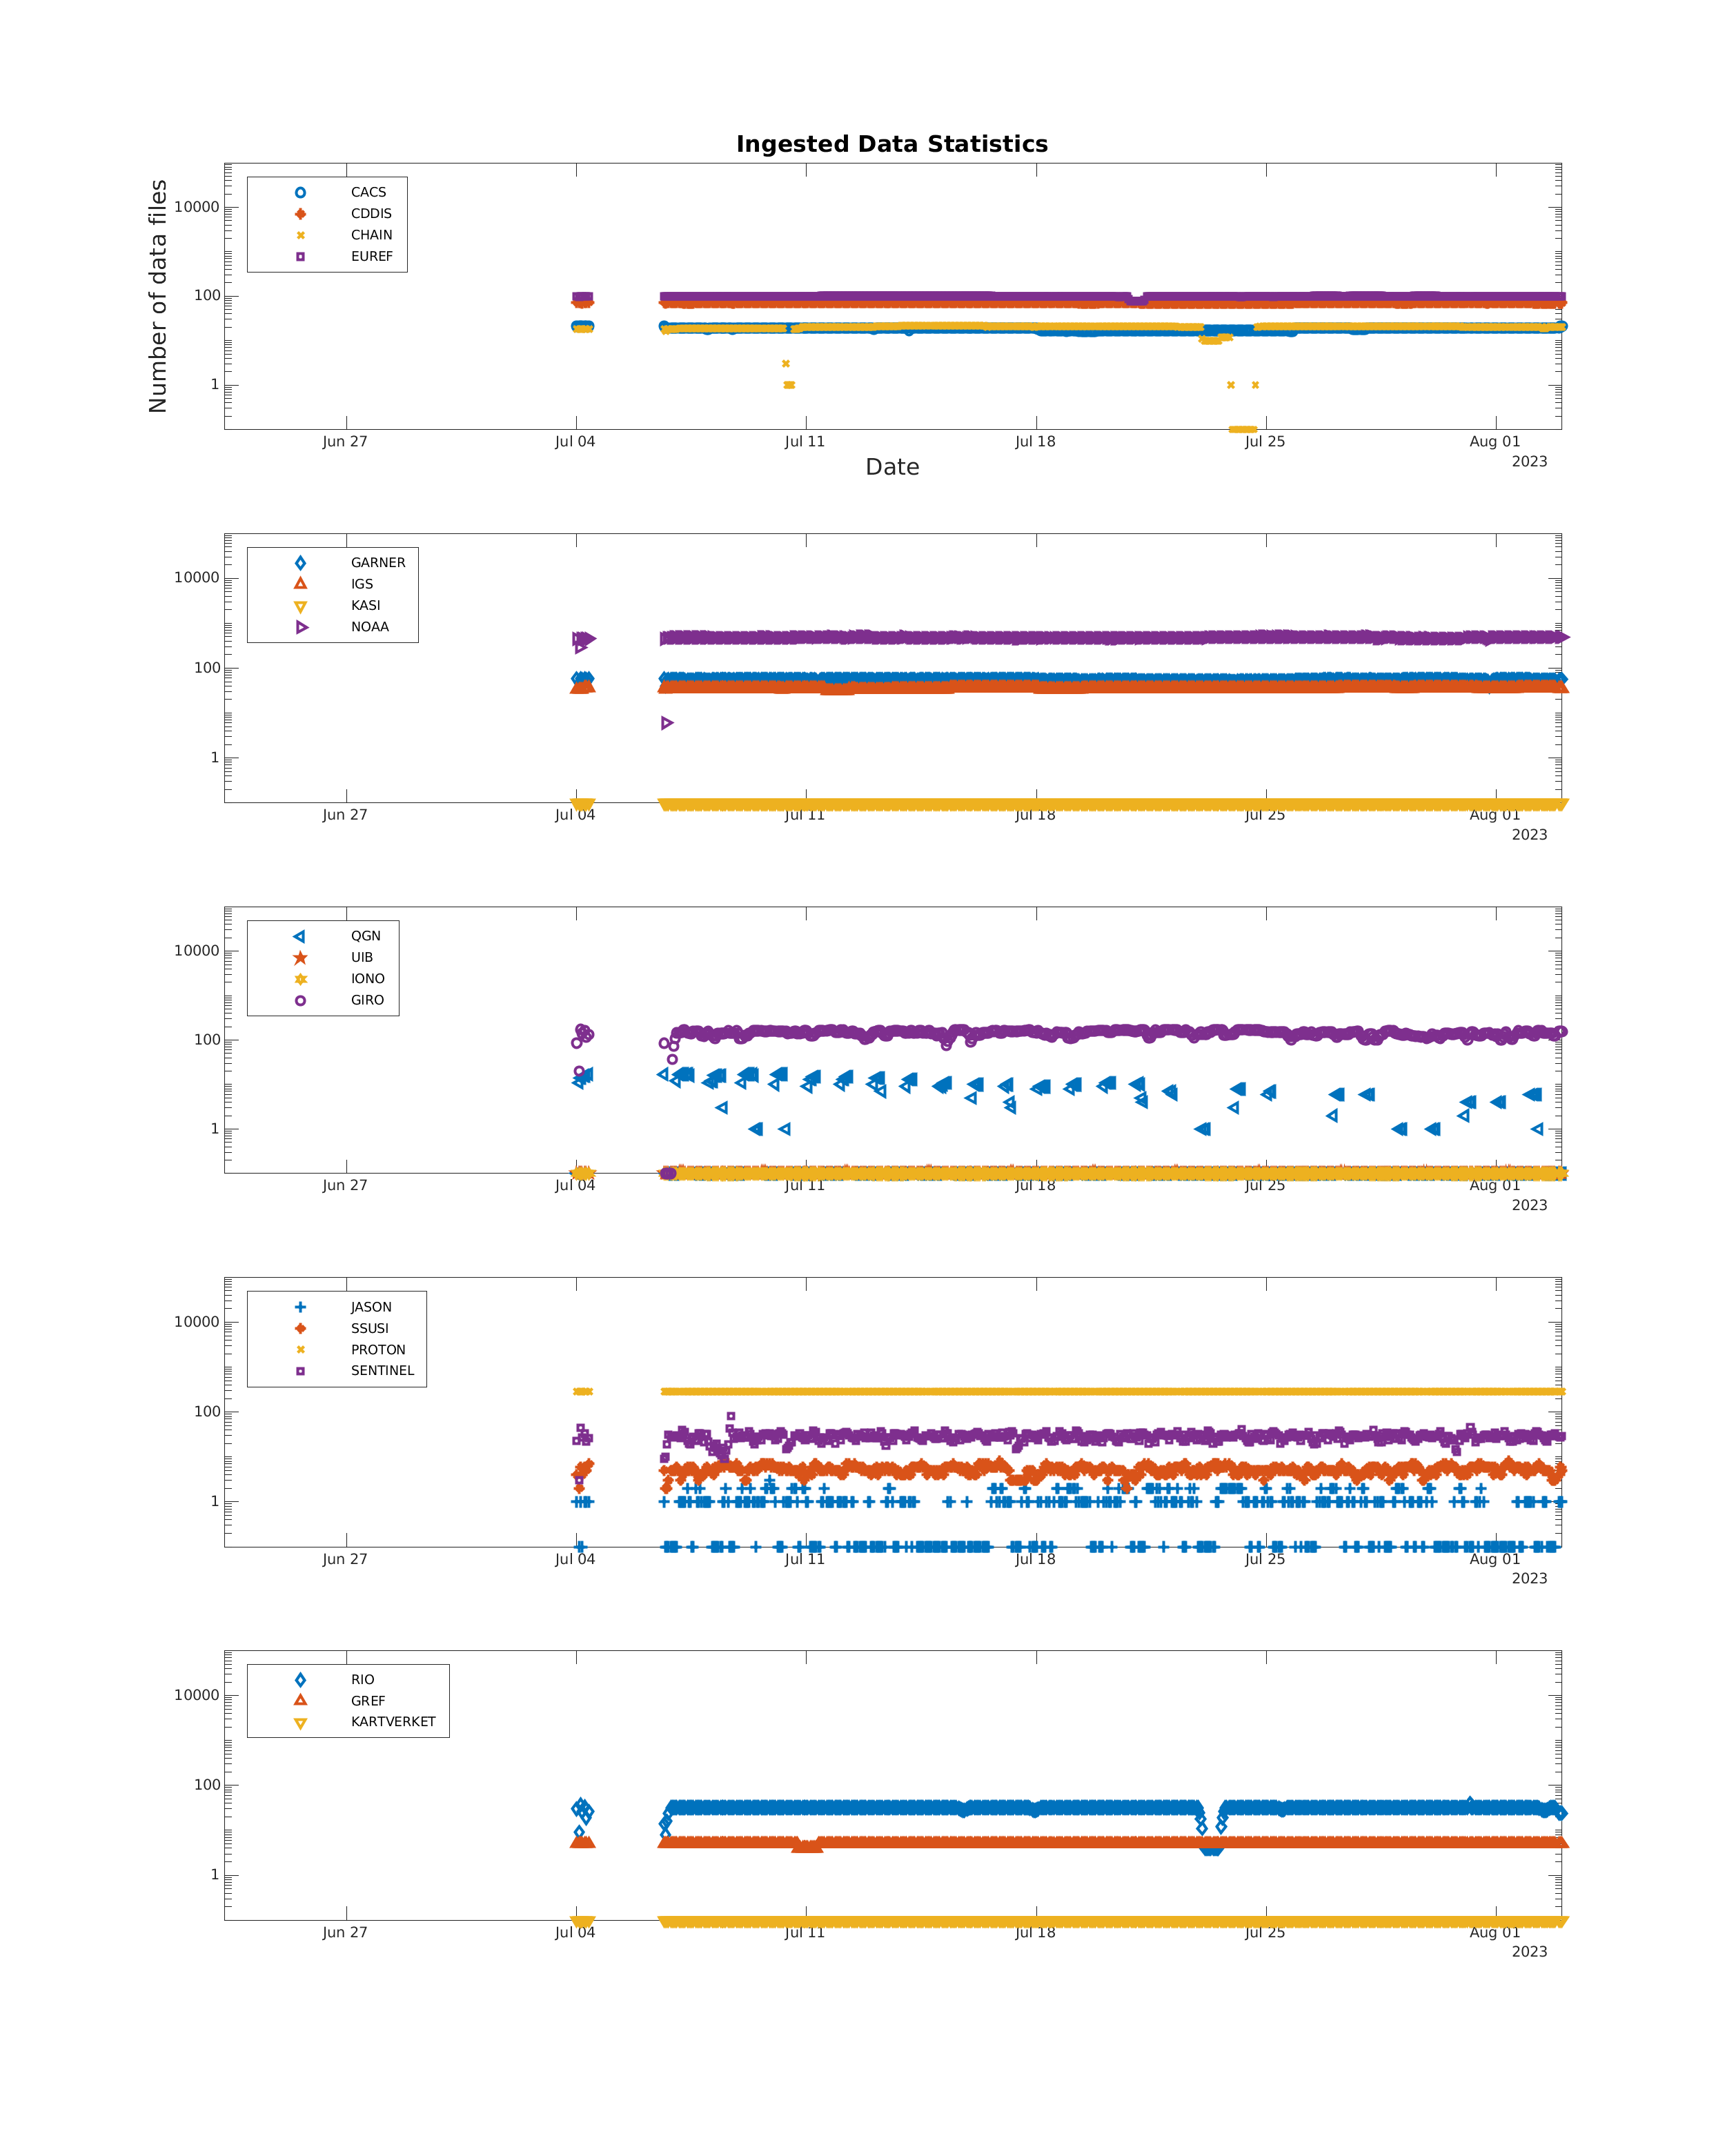 Ingested Data Statistics
Number of data files
CACS
CDDIS
CHAIN
EUREF
10000
100
1
Jun 27 Jul 04 Jul 11 Jul 18 Jul 25 Aug 01
2023
Date
GARNER
IGS
KASI
NOAA
10000
100
1
Jun 27 Jul 04 Jul 11 Jul 18 Jul 25 Aug 01
2023
QGN
UIB
IONO
GIRO
10000
100
1
Jun 27 Jul 04 Jul 11 Jul 18 Jul 25 Aug 01
2023
JASON
SSUSI
PROTON
SENTINEL
10000
100
1
Jun 27 Jul 04 Jul 11 Jul 18 Jul 25 Aug 01
2023
RIO
GREF
KARTVERKET
10000
100
1
Jun 27 Jul 04 Jul 11 Jul 18 Jul 25 Aug 01
2023